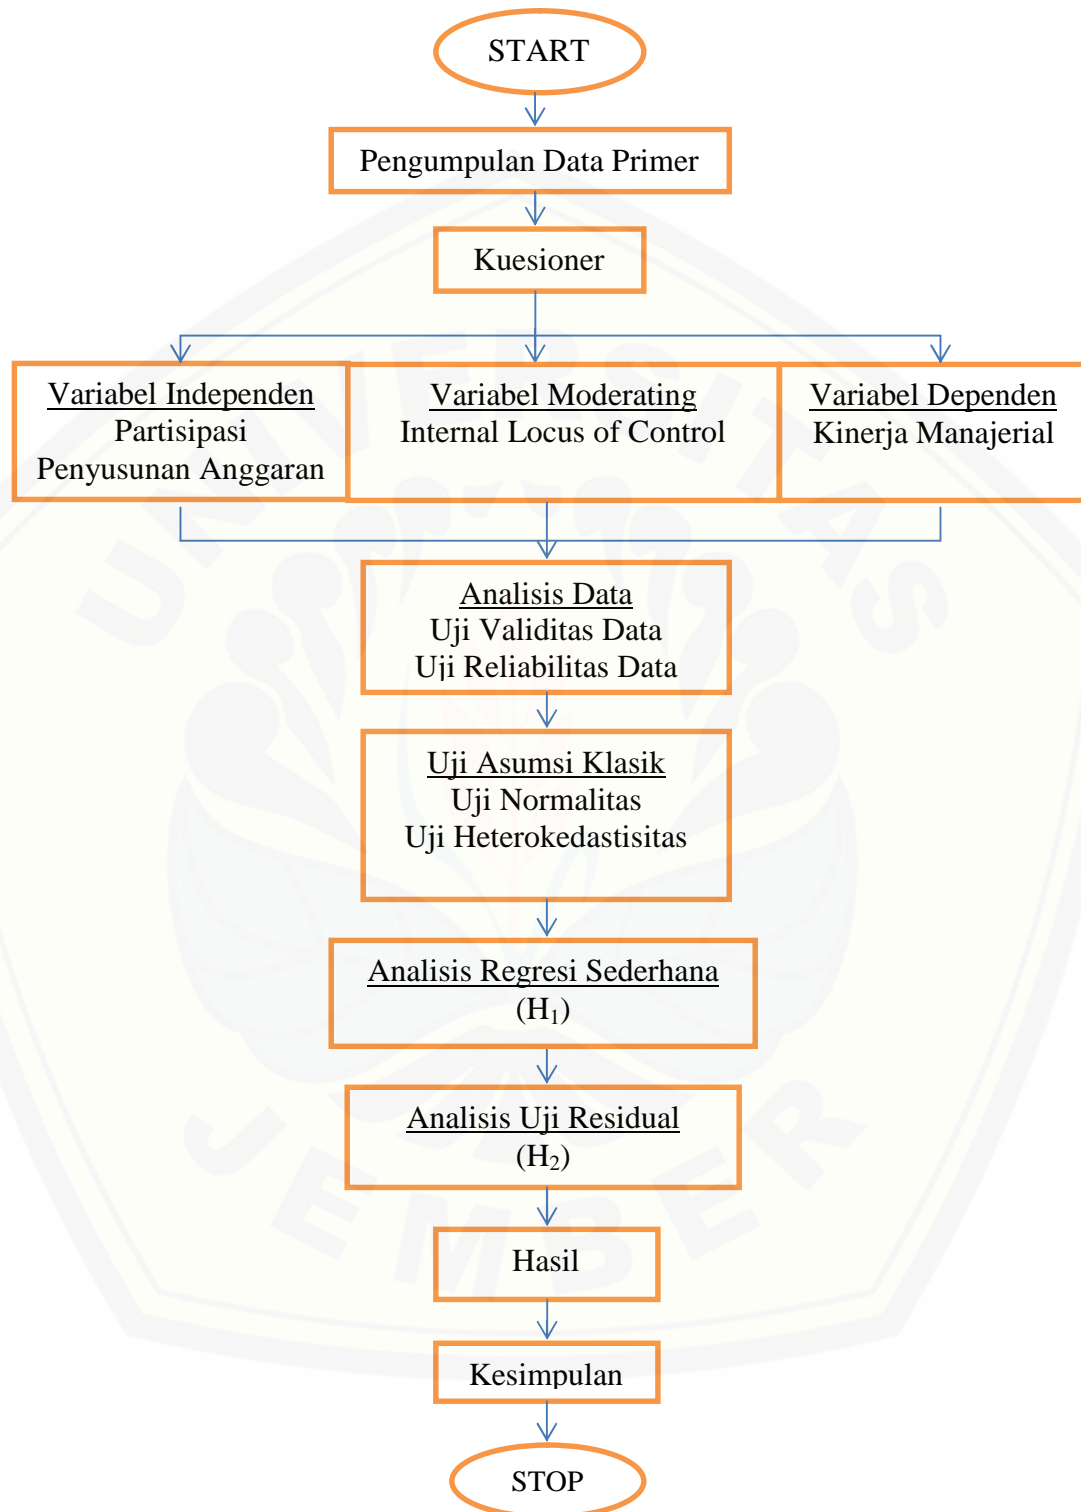 START
Pengumpulan Data Primer
Kuesioner
Variabel Independen
Partisipasi
Penyusunan Anggaran
Variabel Moderating
Internal Locus of Control
Variabel Dependen
Kinerja Manajerial
Analisis Data
Uji Validitas Data
Uji Reliabilitas Data
Uji Asumsi Klasik
Uji Normalitas
Uji Heterokedastisitas
Analisis Regresi Sederhana
(H₁)
Analisis Uji Residual
(H₂)
Hasil
Kesimpulan
STOP
UNIVERSITAS
JEMBER